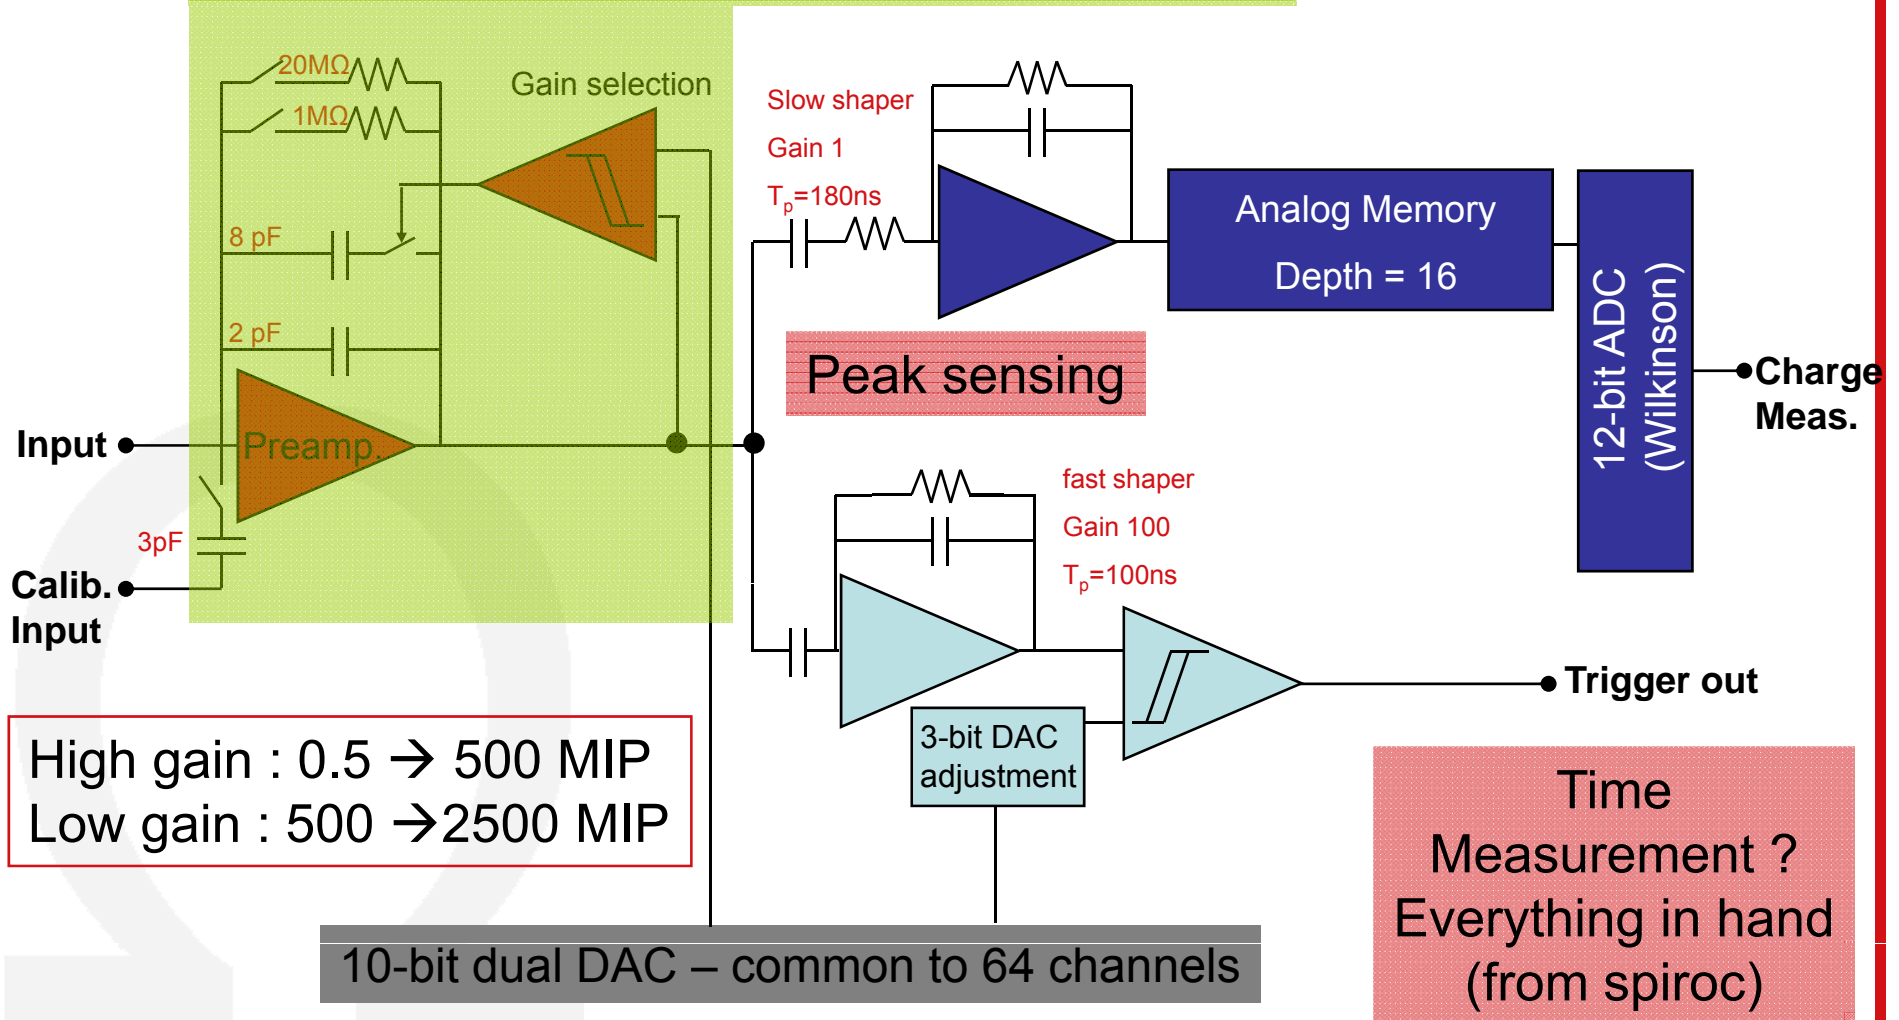 20MΩ
1MΩ
Gain selection
8 pF
2 pF
Input
Preamp.
3pF
Calib.
Input
Slow shaper
Gain 1
Tp=180ns
Analog Memory
Depth = 16
12-bit ADC
(Wilkinson)
Peak sensing
Charge
Meas.
fast shaper
Gain 100
Tp=100ns
Trigger out
3-bit DAC
adjustment
High gain : 0.5 → 500 MIP
Low gain : 500 →2500 MIP
10-bit dual DAC – common to 64 channels
Time
Measurement ?
Everything in hand
(from spiroc)